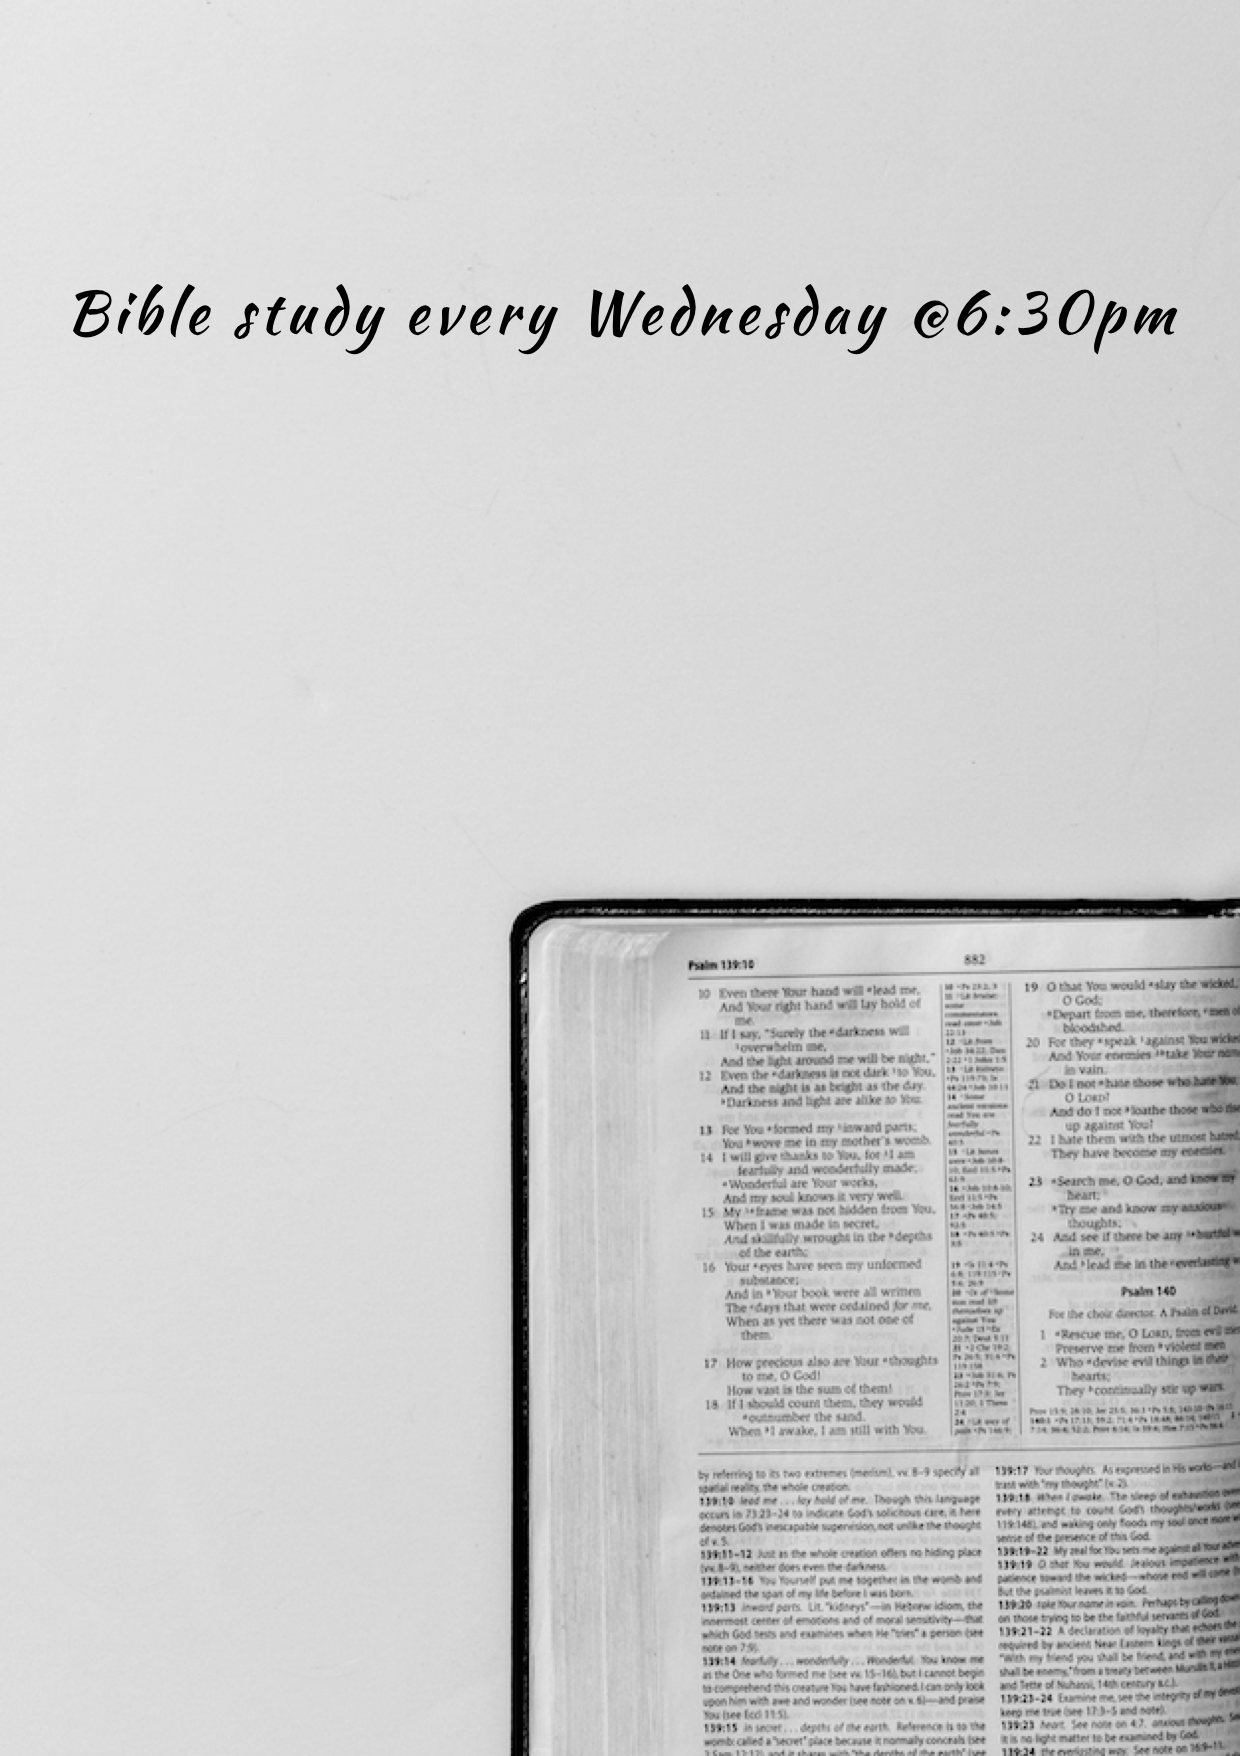 Bible study every Wednesday @6:30pm
Psalm 139:10
882
10 Even there Your hand will lead me,
And Your right hand will lay hold of
me.
11 If I say, "Surely the darkness will
overwhelm me,
And the light around me will be night,"
12 Even the darkness is not dark to You,
And the night is as bright as the day.
Darkness and light are alike to You.
13 For You formed my inward parts;
You wove me in my mother's womb.
14 I will give thanks to You, for I am
fearfully and wonderfully made;
Wonderful are Your works,
And my soul knows it very well.
15 My frame was not hidden from You,
When I was made in secret,
And skillfully wrought in the depths
of the earth;
16 Your eyes have seen my unformed
substance;
And in Your book were all written
The days that were ordained for me,
When as yet there was not one of
them.
17 How precious also are Your thoughts
to me, O God!
How vast is the sum of them!
18 If I should count them, they would
outnumber the sand.
When I awake, I am still with You.
19 O that You would slay the wicked,
O God;
Depart from me, therefore, men of
bloodshed.
20 For they speak against You
And Your enemies take Your
in vain.
21 Do I not hate those who hate You,
O LORD?
And do I not loathe those who rise
up against You?
22 I hate them with the utmost hatred;
They have become my enemies.
23 Search me, O God, and know my
heart;
Try me and know my anxious
thoughts;
24 And see if there be any hurtful
in me,
And lead me in the everlasting
Psalm 140
For the choir director. A Psalm of David.
1 Rescue me, O LORD, from evil
Preserve me from violent men
2 Who devise evil things in their
hearts;
They continually stir up wars.
by referring to its two extremes (merism), vv. 8–9 specify all
spatial reality, the whole creation.
139:10 lead me . . . lay hold of me. Though this language
occurs in 73:23–24 to indicate God's solicitous care, it here
denotes God's inescapable supervision, not unlike the thought
of v. 5.
139:11–12 Just as the whole creation offers no hiding place
(vv. 8–9), neither does even the darkness.
139:13–16 You Yourself put me together in the womb and
ordained the span of my life before I was born.
139:13 inward parts. Lit. "kidneys"—in Hebrew idiom, the
innermost center of emotions and of moral sensitivity—that
which God tests and examines when He "tries" a person (see
note on 7:9).
139:14 fearfully . . . wonderfully . . . Wonderful. You know me
as the One who formed me (see vv. 15–16), but I cannot begin
to comprehend this creature You have fashioned. I can only look
upon him with awe and wonder (see note on v. 6)—and praise
You (see Eccl 11:5).
139:15 in secret . . . depths of the earth. Reference is to the
womb: called a "secret" place because it normally conceals (see
139:17 Your thoughts. As expressed in His works—and
trast with "my thought" (v. 2).
139:18 When I awake. The sleep of exhaustion
every attempt to count God's thoughts/works (see
119:148), and waking only floods my soul once more
sense of the presence of this God.
139:19–22 My zeal for You sets me against all Your
139:19 O that You would. Jealous impatience
patience toward the wicked—whose end will come
But the psalmist leaves it to God.
139:20 take Your name in vain. Perhaps by calling down
on those trying to be the faithful servants of God.
139:21–22 A declaration of loyalty that echoes the
required by ancient Near Eastern kings of their
"With my friend you shall be friend, and with my
shall be enemy," from a treaty between
and Tette of Nuhassi, 14th century B.C.).
139:23–24 Examine me, see the integrity of my
keep me true (see 17:3–5 and note).
139:23 heart. See note on 4:7. anxious thoughts.
it is no light matter to be examined by God.
139:24 the everlasting way. See note on